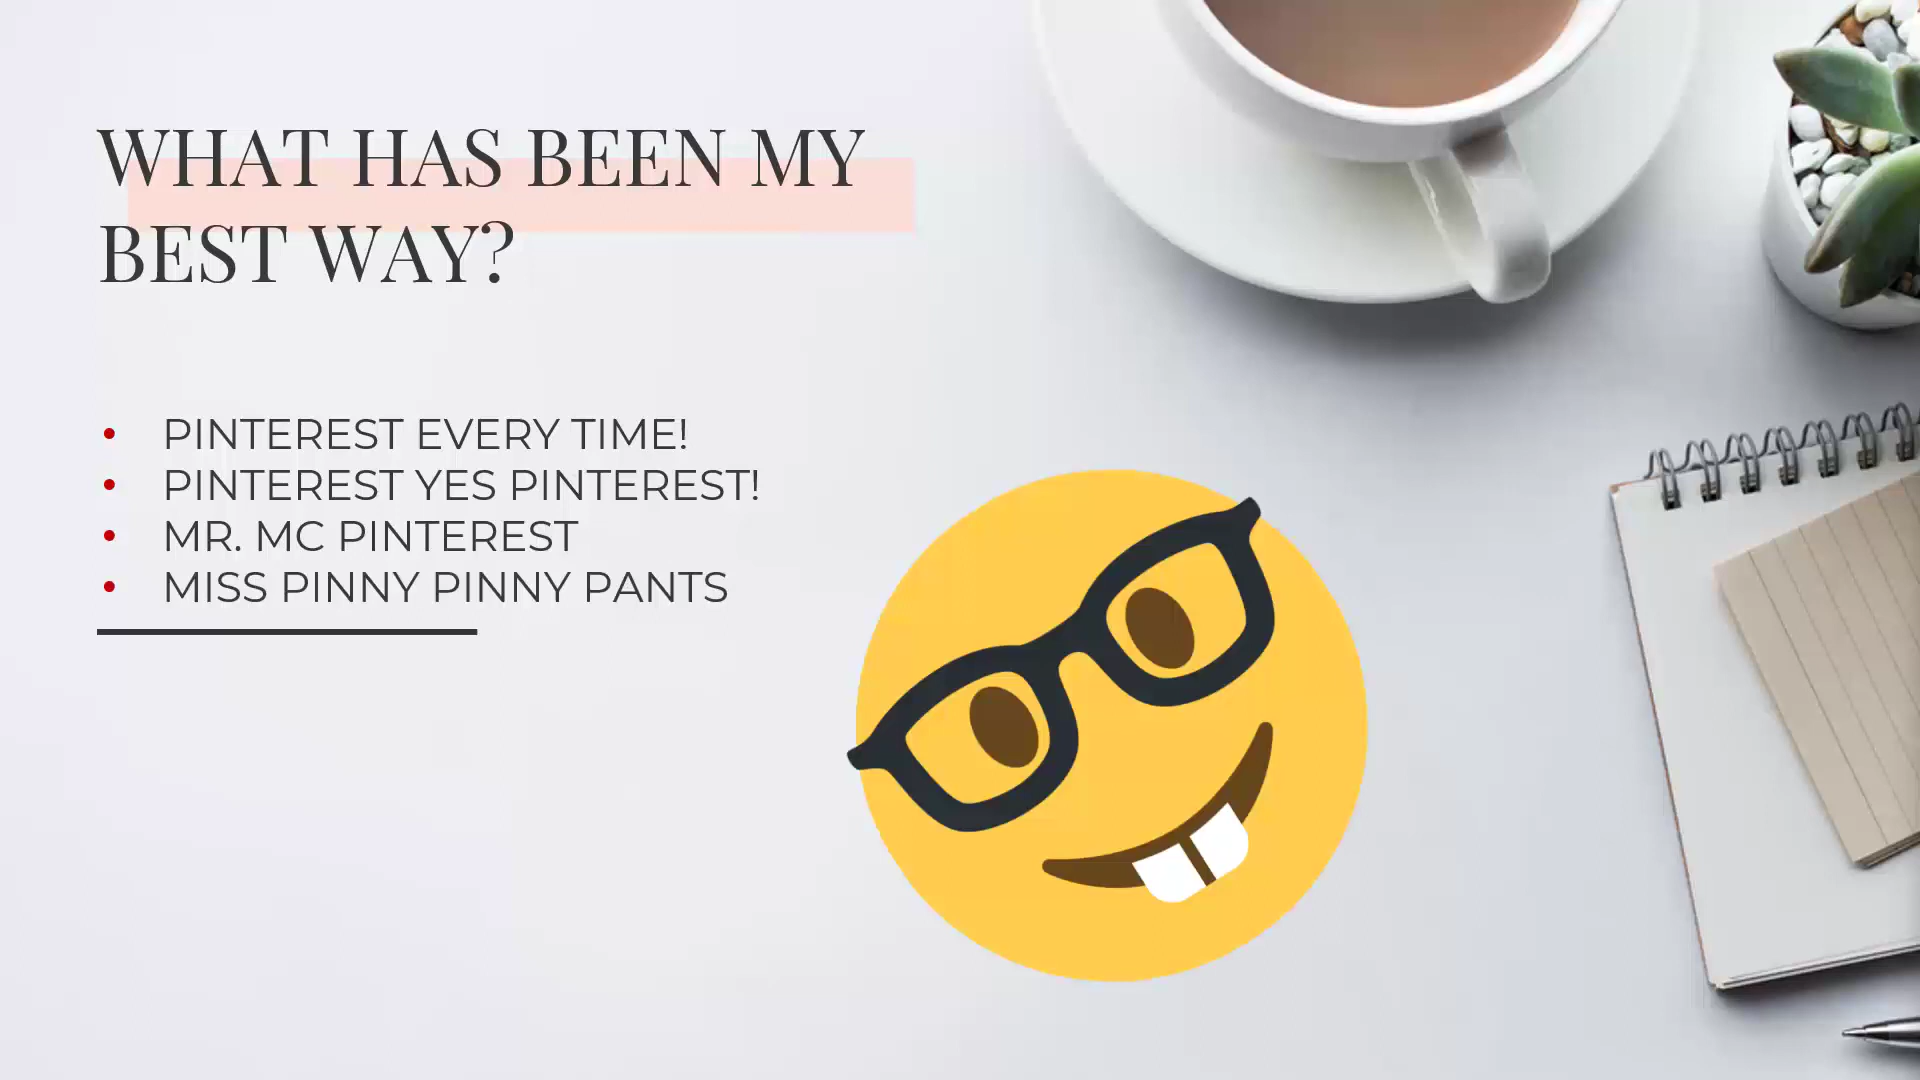 WHAT HAS BEEN MY
BEST WAY?
• PINTEREST EVERY TIME!
• PINTEREST YES PINTEREST!
• MR. MC PINTEREST
• MISS PINNY PINNY PANTS